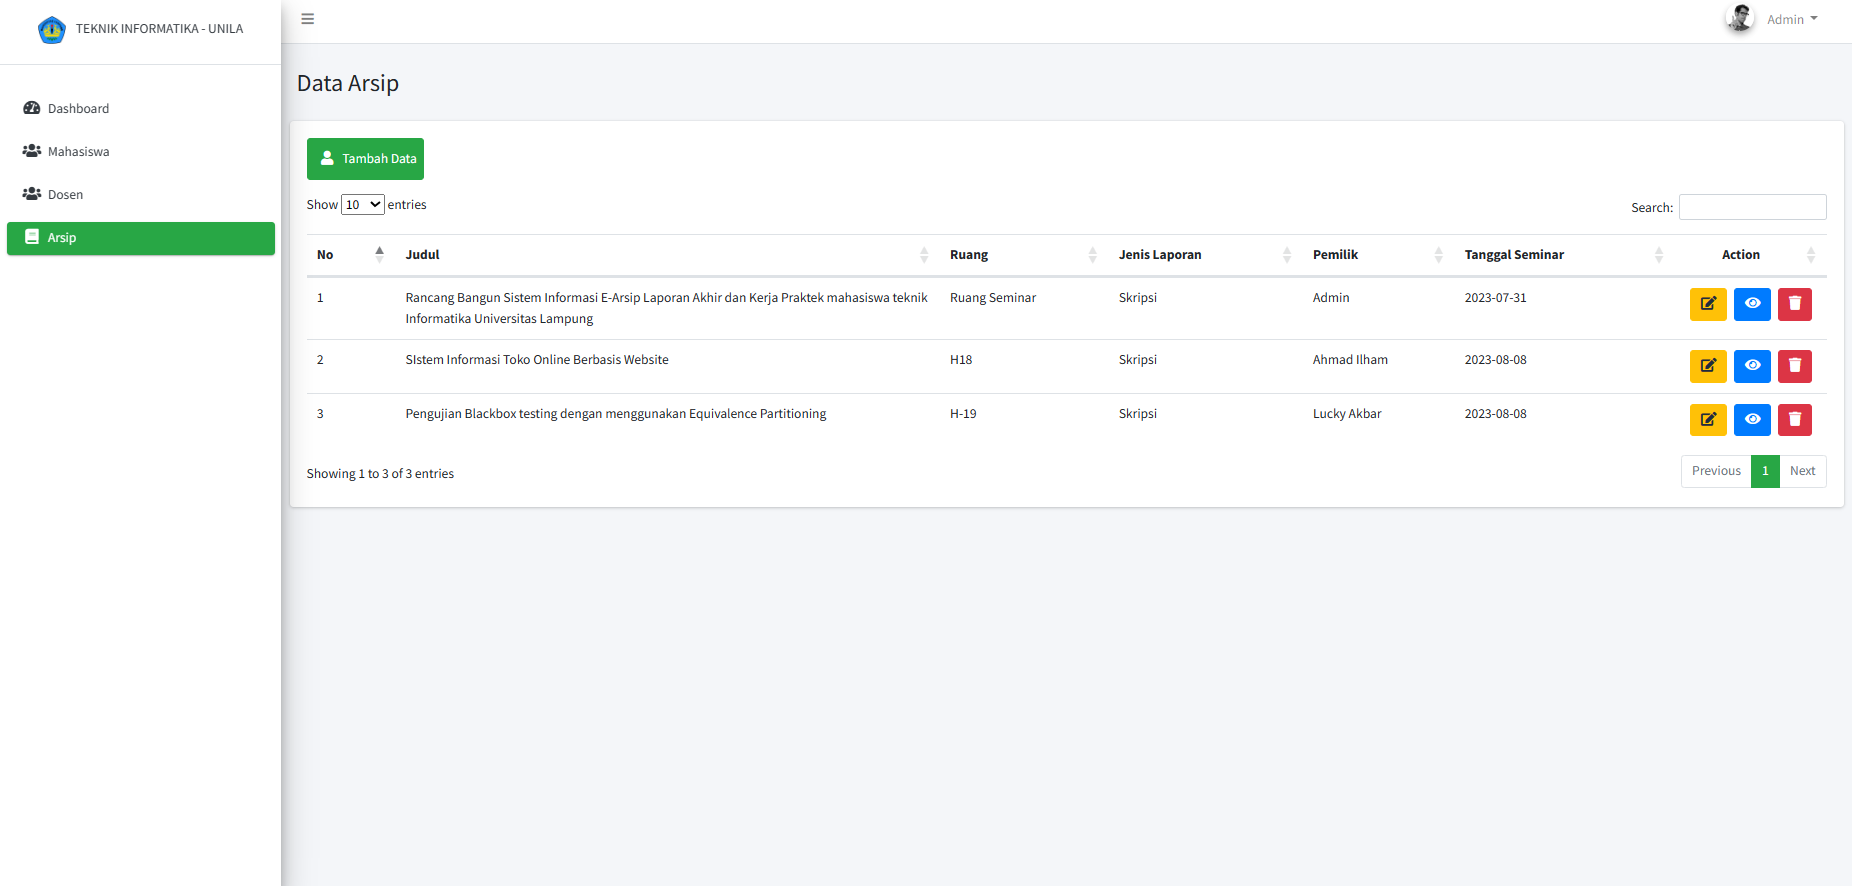 TEKNIK INFORMATIKA - UNILA
Admin
Dashboard
Mahasiswa
Dosen
Arsip
Data Arsip
Tambah Data
Show 10 entries
Search:
No Judul Ruang Jenis Laporan Pemilik Tanggal Seminar Action
1 Rancang Bangun Sistem Informasi E-Arsip Laporan Akhir dan Kerja Praktek mahasiswa teknik Ruang Seminar Skripsi Admin 2023-07-31
Informatika Universitas Lampung
2 SIstem Informasi Toko Online Berbasis Website H18 Skripsi Ahmad Ilham 2023-08-08
3 Pengujian Blackbox testing dengan menggunakan Equivalence Partitioning H-19 Skripsi Lucky Akbar 2023-08-08
Showing 1 to 3 of 3 entries
Previous 1 Next